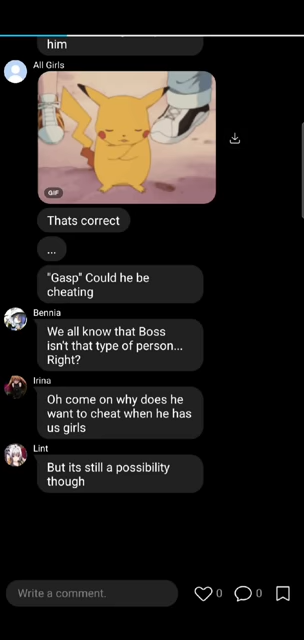 him
All Girls
GIF
Thats correct
...
"Gasp" Could he be
cheating
Bennia
We all know that Boss
isn't that type of person...
Right?
Irina
Oh come on why does he
want to cheat when he has
us girls
Lint
But its still a possibility
though
Write a comment.
0
0